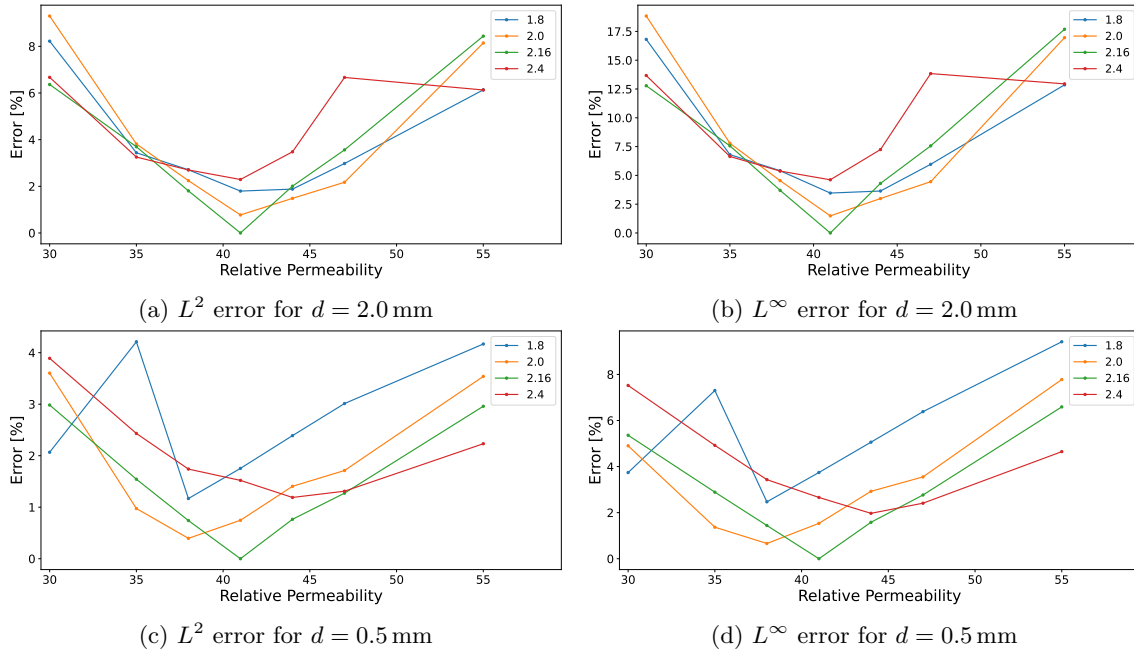 8
6
4
2
0
Error [%]
30 35 40 45 50 55
Relative Permeability
1.8
2.0
2.16
2.4
(a) L² error for d = 2.0 mm
17.5
15.0
12.5
10.0
7.5
5.0
2.5
0.0
Error [%]
30 35 40 45 50 55
Relative Permeability
1.8
2.0
2.16
2.4
(b) L∞ error for d = 2.0 mm
4
3
2
1
0
Error [%]
30 35 40 45 50 55
Relative Permeability
1.8
2.0
2.16
2.4
(c) L² error for d = 0.5 mm
8
6
4
2
0
Error [%]
30 35 40 45 50 55
Relative Permeability
1.8
2.0
2.16
2.4
(d) L∞ error for d = 0.5 mm